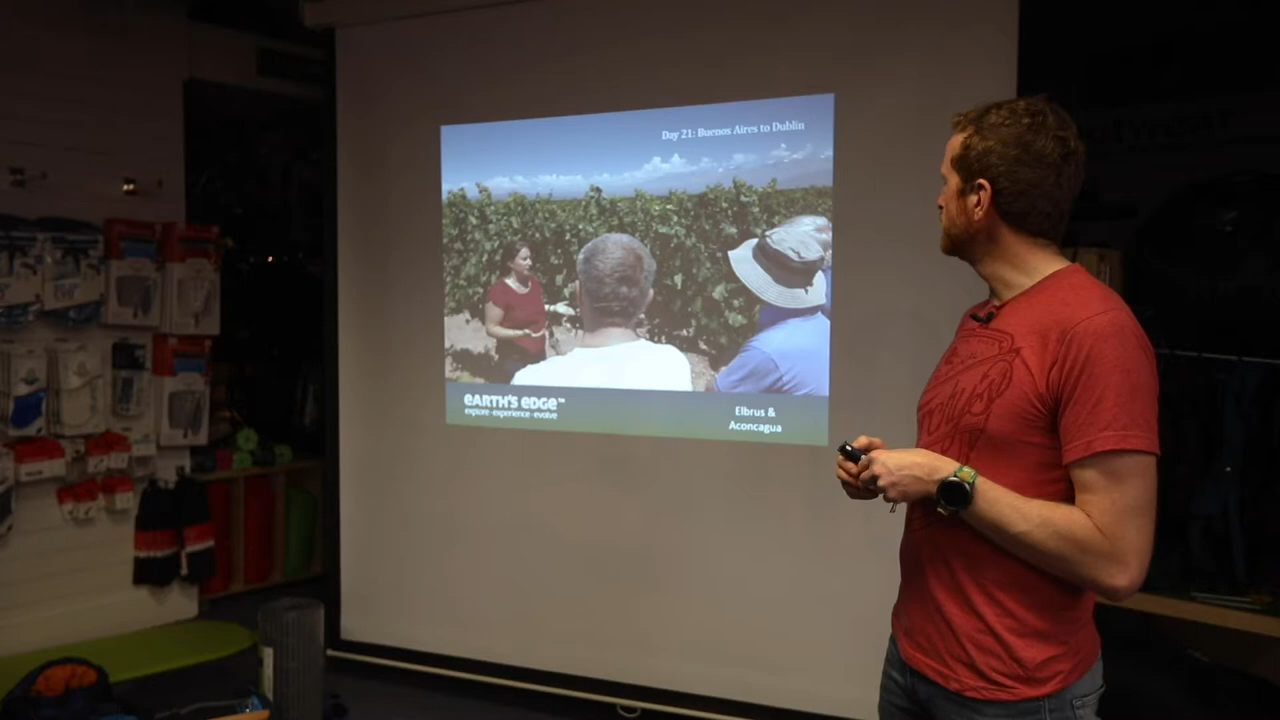 Day 21: Buenos Aires to Dublin
EARTH'S EDGE™
explore · experience · evolve
Elbrus &
Aconcagua